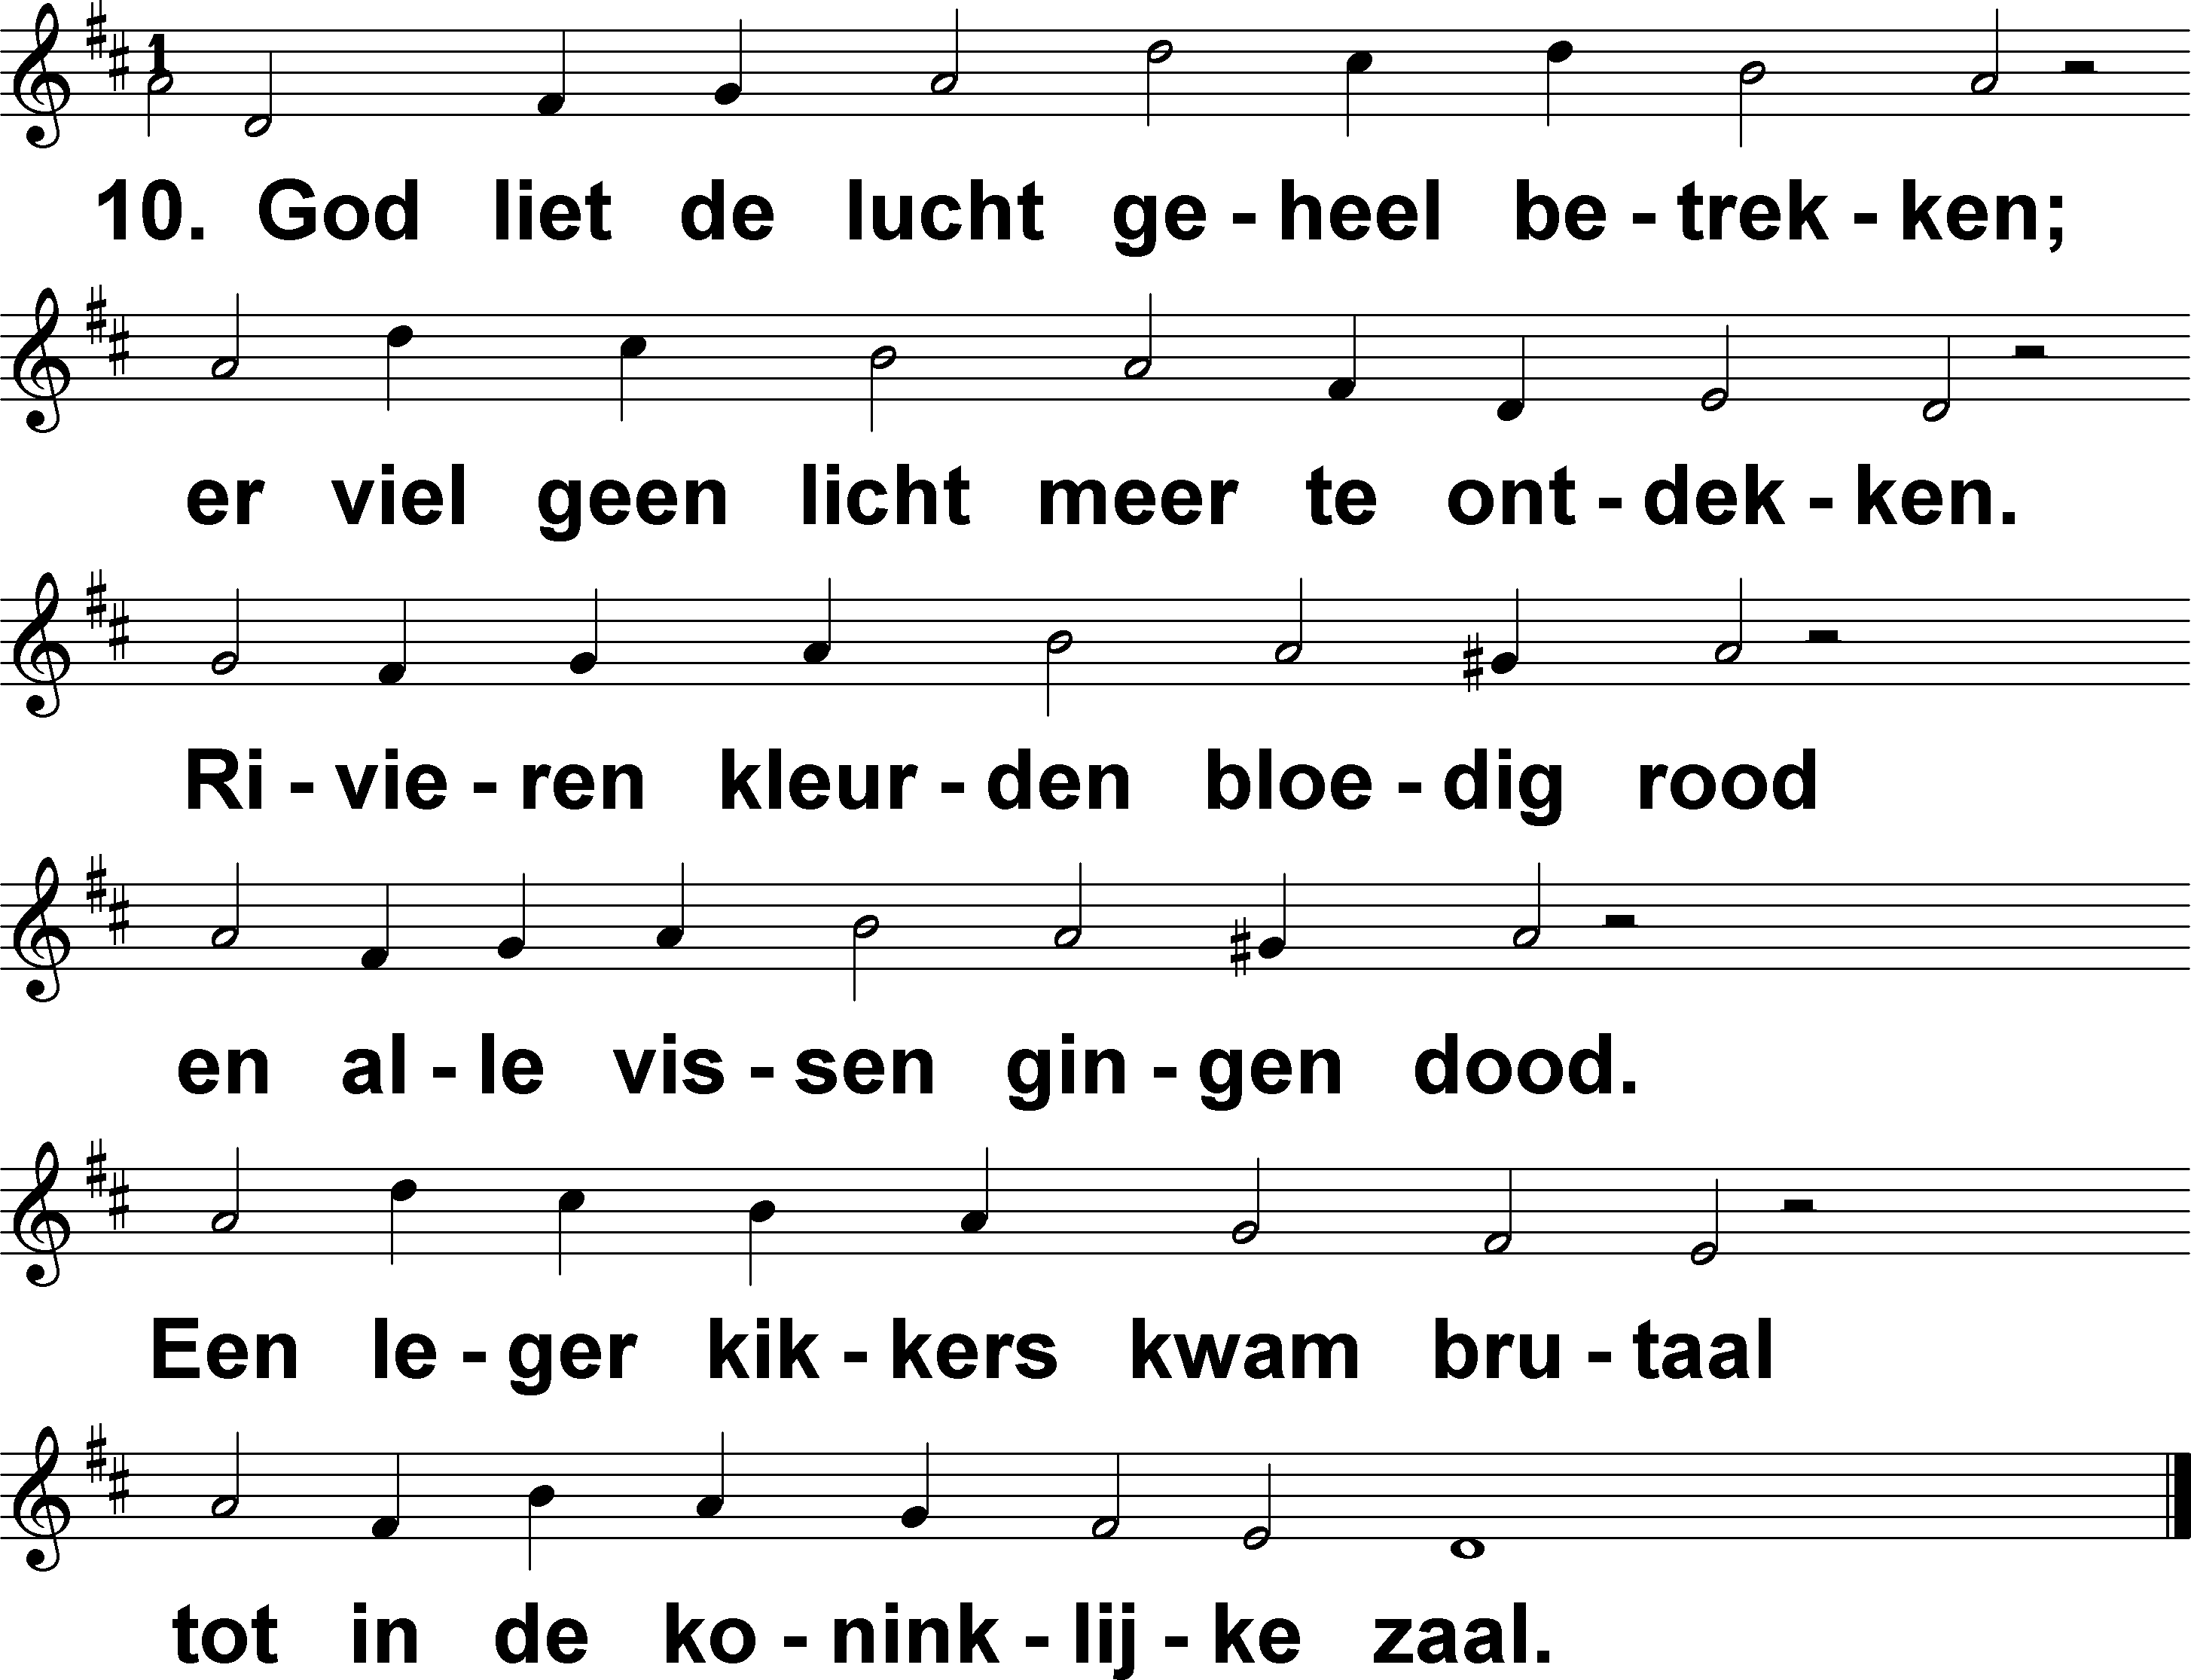 1
10. God liet de lucht ge - heel be - trek - ken;
er viel geen licht meer te ont - dek - ken.
Ri - vie - ren kleur - den bloe - dig rood
en al - le vis - sen gin - gen dood.
Een le - ger kik - kers kwam bru - taal
tot in de ko - nink - lij - ke zaal.